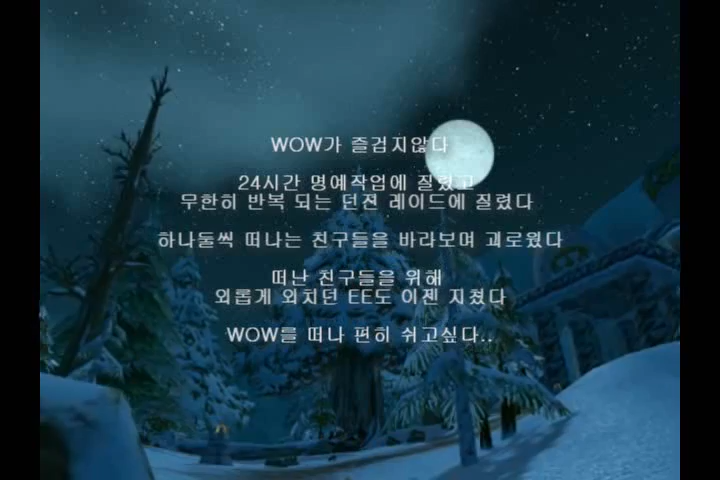 WOW가 즐겁지않다
24시간 명예작업에 질렸고
무한히 반복 되는 던젼 레이드에 질렸다
하나둘씩 떠나는 친구들을 바라보며 괴로웠다
떠난 친구들을 위해
외롭게 외치던 EE도 이젠 지쳤다
WOW를 떠나 편히 쉬고싶다..